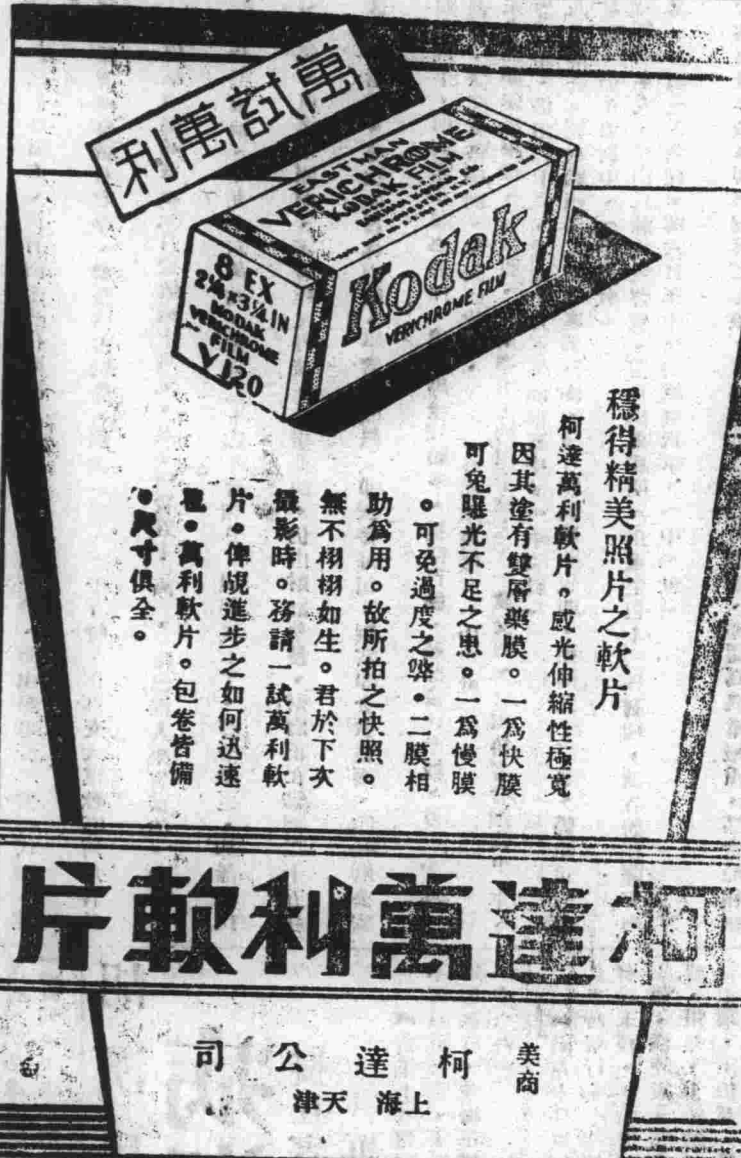 萬試萬利
EASTMAN
VERICHROME
KODAK FILM
8 EX
2¼×3¼ IN
KODAK
VERICHROME
FILM
V120
Kodak
VERICHROME FILM
穩得精美照片之軟片
柯達萬利軟片。感光伸縮性極寬
因其塗有雙層藥膜。一爲快膜
可免曝光不足之患。一爲慢膜
。可免過度之弊。二膜相
助爲用。故所拍之快照。
無不栩栩如生。君於下次
攝影時。務請一試萬利軟
片。俾覘進步之如何迅速
萬利軟片。包卷皆備
。尺寸俱全。
柯達萬利軟片
美商
柯達公司
上海 天津